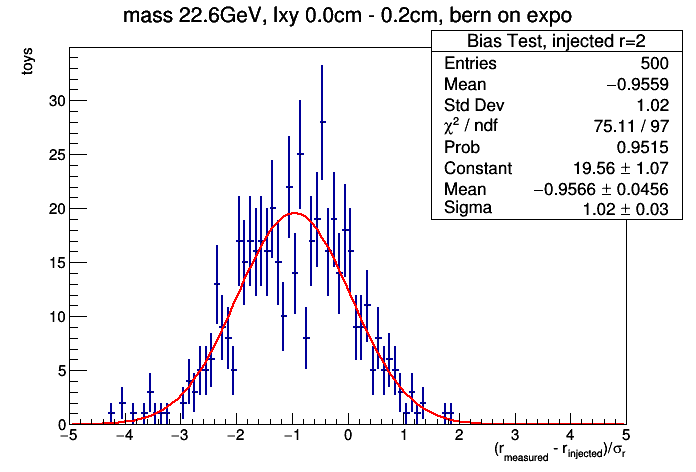 mass 22.6GeV, lxy 0.0cm - 0.2cm, bern on expo
Bias Test, injected r=2
Entries 500
Mean −0.9559
Std Dev 1.02
χ² / ndf 75.11 / 97
Prob 0.9515
Constant 19.56 ± 1.07
Mean −0.9566 ± 0.0456
Sigma 1.02 ± 0.03
toys
30
25
20
15
10
5
0
−5 −4 −3 −2 −1 0 1 2 3 4 5
(r_measured - r_injected)/σ_r